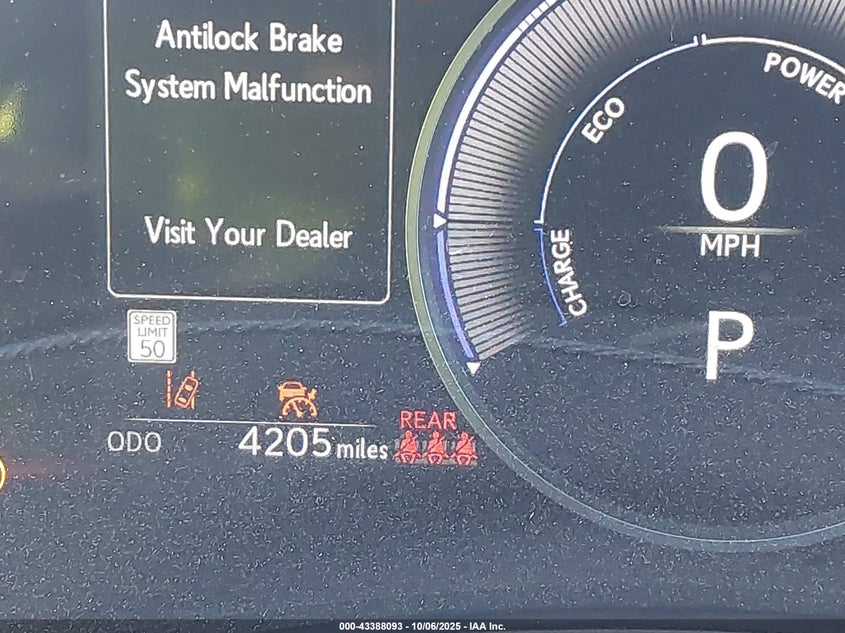 Antilock Brake
System Malfunction
Visit Your Dealer
SPEED
LIMIT
50
ODO 4205 miles
REAR
CHARGE
ECO
POWER
0
MPH
P
000-43388093 - 10/06/2025 - IAA Inc.